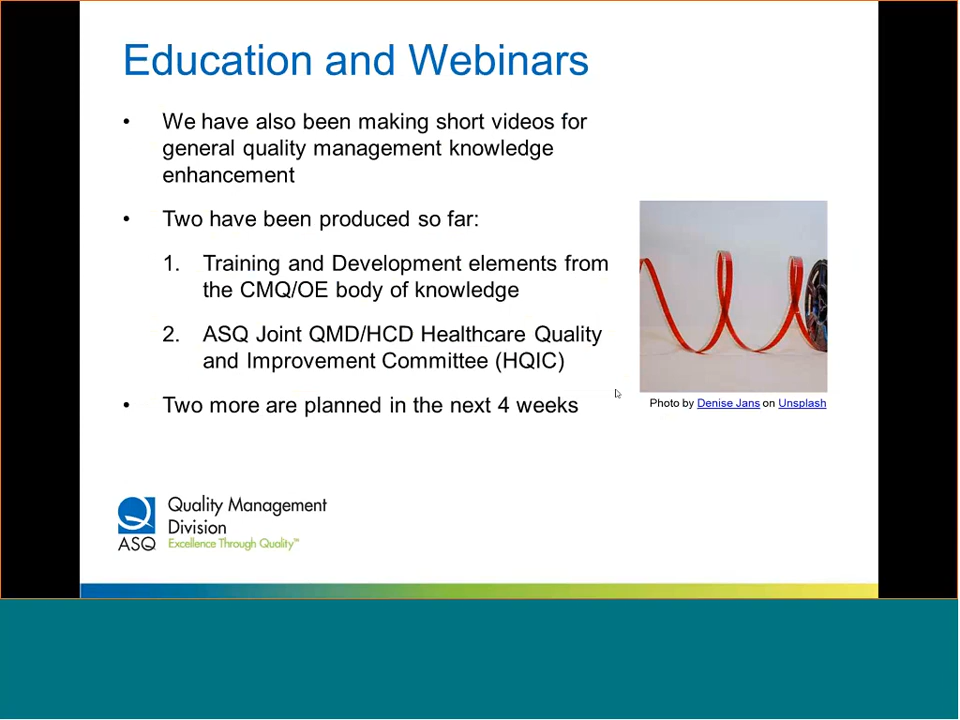 Education and Webinars
• We have also been making short videos for
general quality management knowledge
enhancement
• Two have been produced so far:
1. Training and Development elements from
the CMQ/OE body of knowledge
2. ASQ Joint QMD/HCD Healthcare Quality
and Improvement Committee (HQIC)
• Two more are planned in the next 4 weeks
Photo by Denise Jans on Unsplash
Quality Management
Division
ASQ Excellence Through Quality™